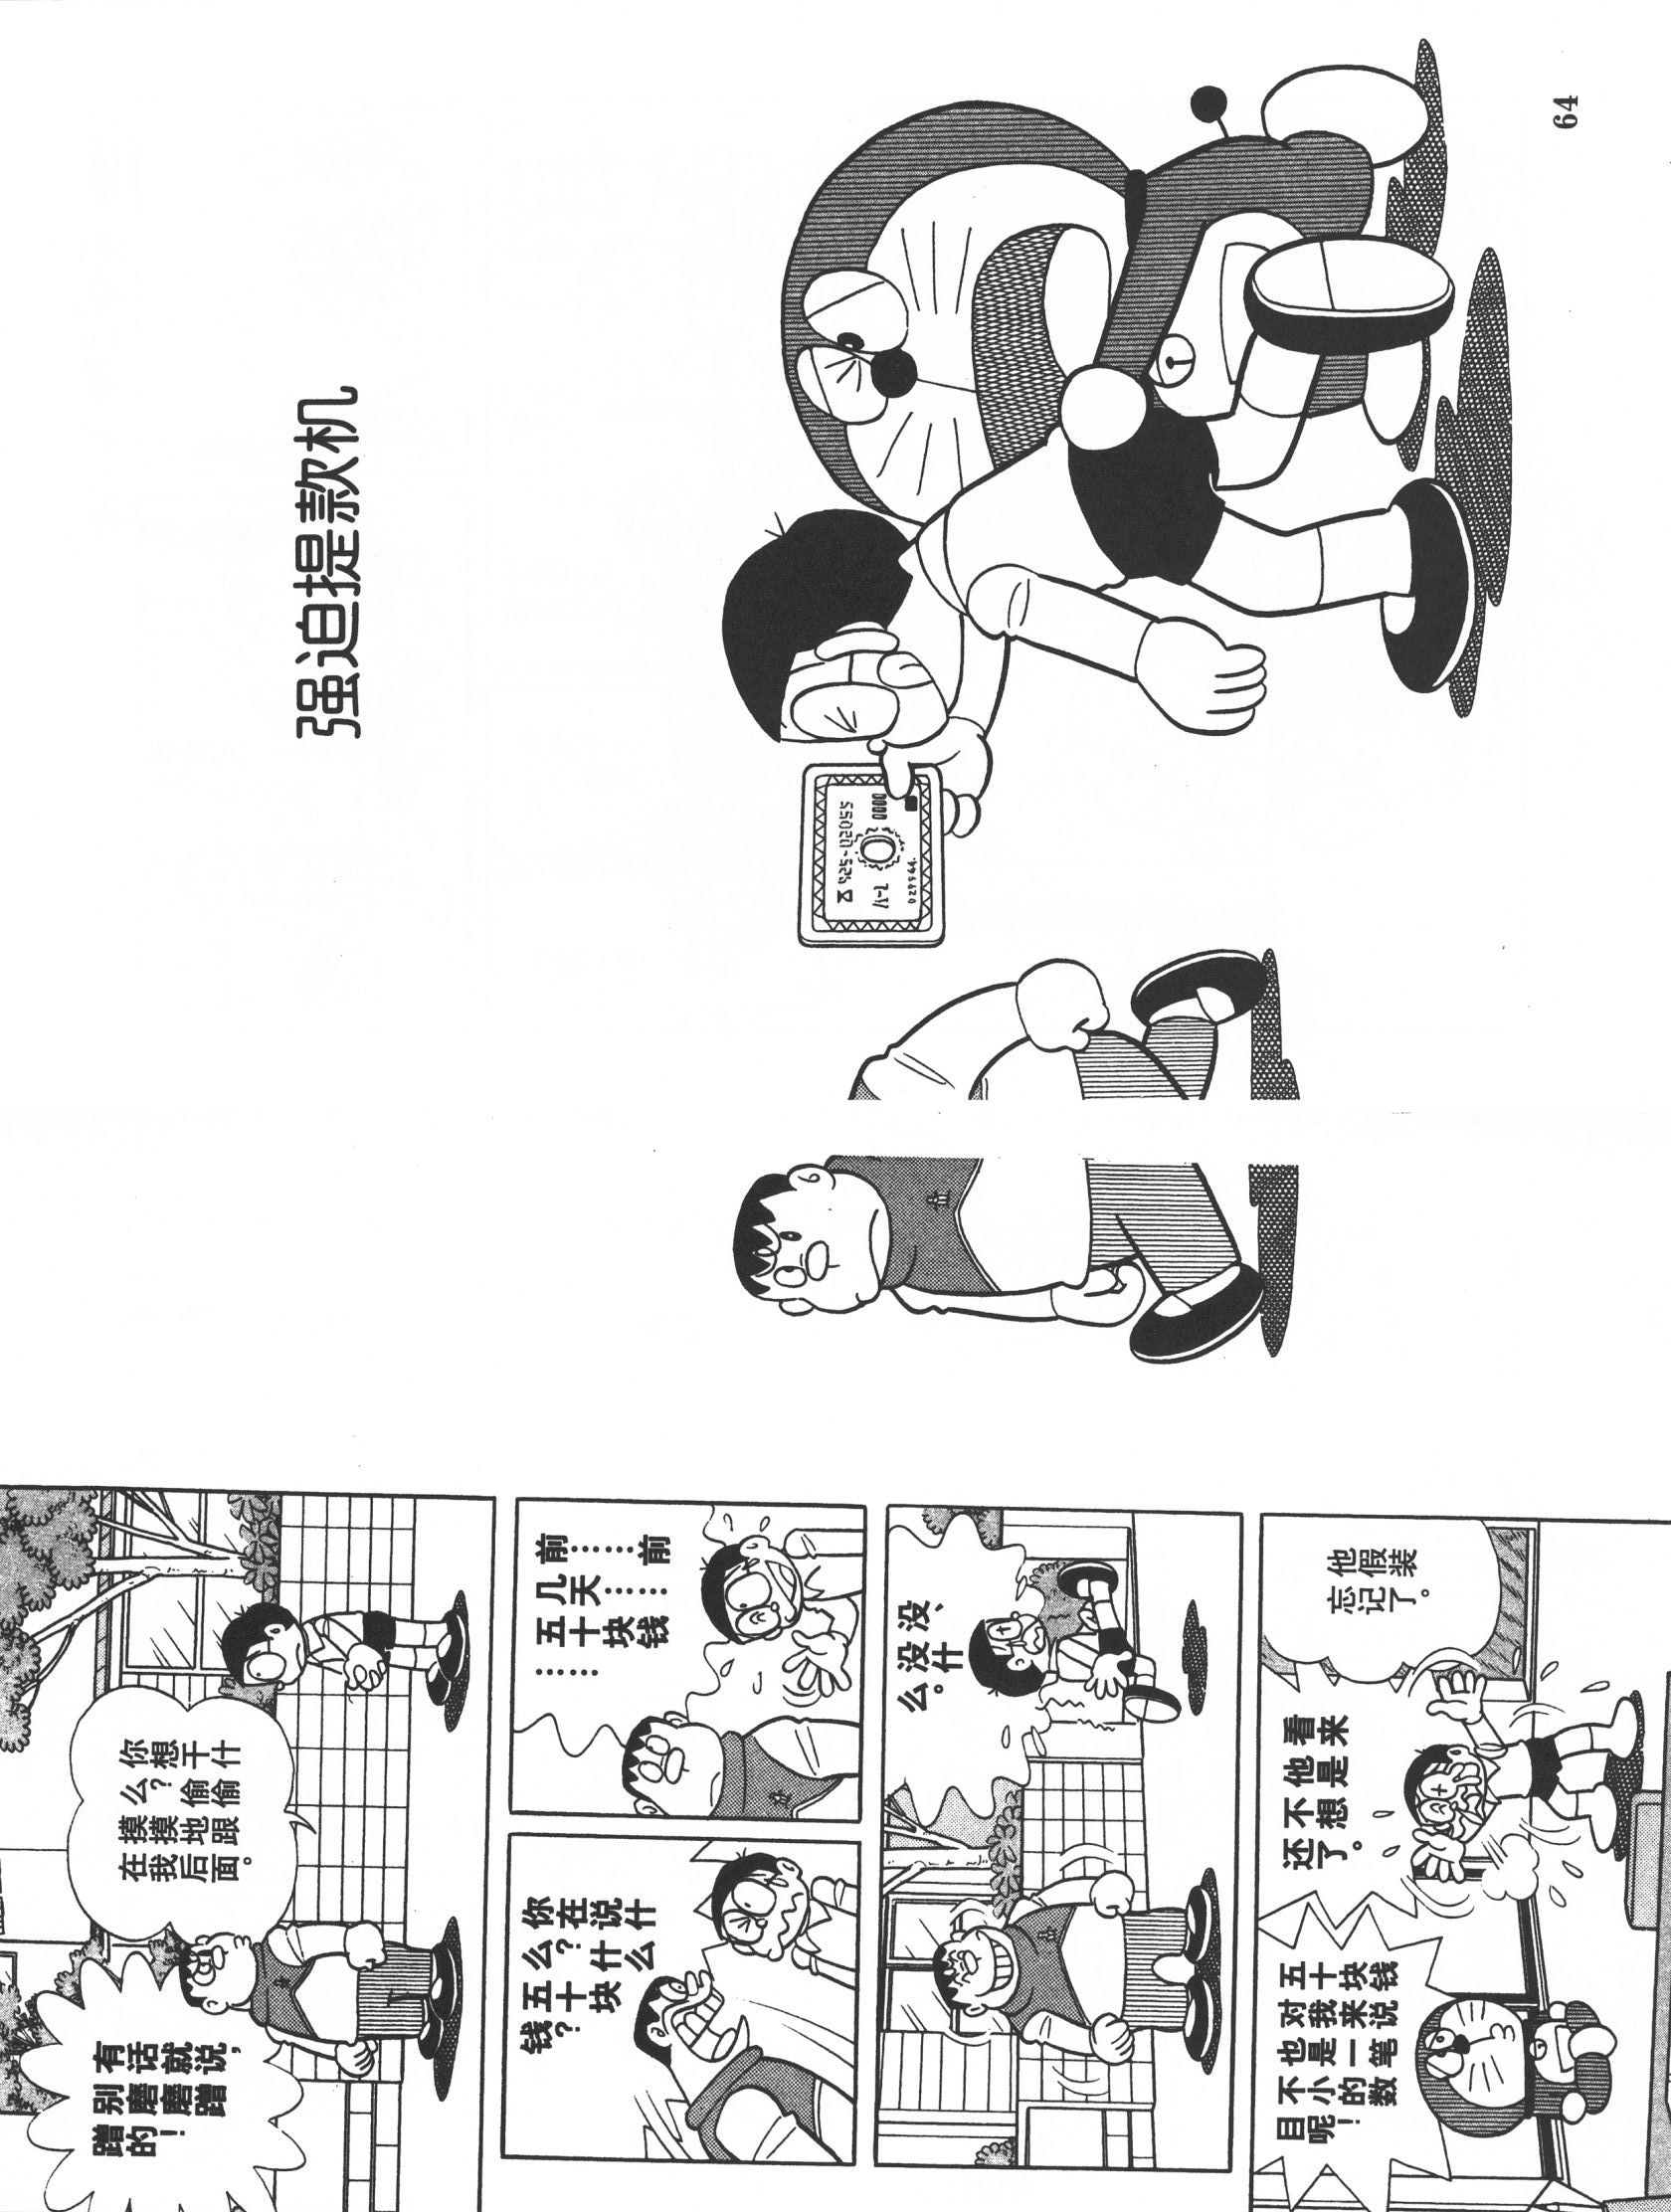 强迫提款机
64
你想干什
么？偷偷
摸摸地跟
在我后面。
有话就说，
别磨磨蹭
蹭的！
前……前
几天……
五十块钱
……
你在说什
么？什么
五十块
钱？
没、
没什
么。
他假装
忘记了。
看来
他是
不想
还了。
五十块钱
对我来说
也是一笔
不小的数
目呢！